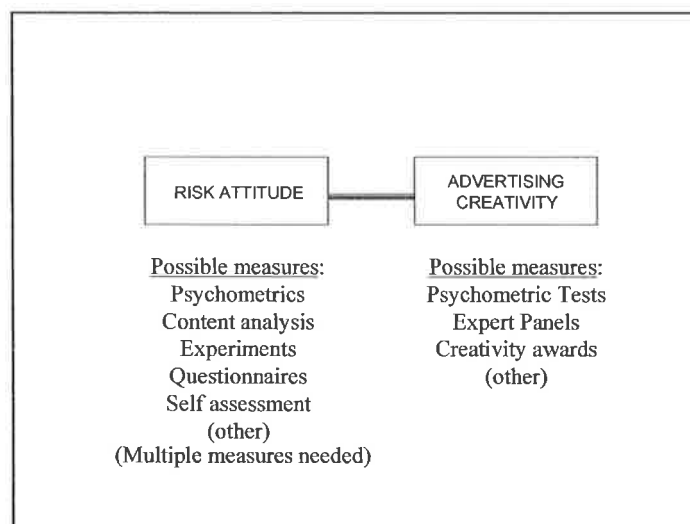 RISK ATTITUDE
ADVERTISING
CREATIVITY
Possible measures:
Psychometrics
Content analysis
Experiments
Questionnaires
Self assessment
(other)
(Multiple measures needed)
Possible measures:
Psychometric Tests
Expert Panels
Creativity awards
(other)